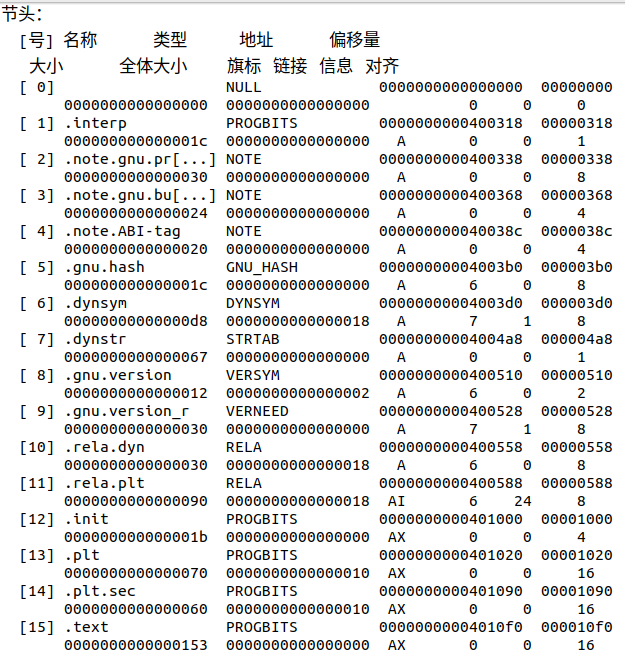 节头：
[号] 名称 类型 地址 偏移量
大小 全体大小 旗标 链接 信息 对齐
[ 0] NULL 0000000000000000 00000000
0000000000000000 0000000000000000 0 0 0
[ 1] .interp PROGBITS 0000000000400318 00000318
000000000000001c 0000000000000000 A 0 0 1
[ 2] .note.gnu.pr[...] NOTE 0000000000400338 00000338
0000000000000030 0000000000000000 A 0 0 8
[ 3] .note.gnu.bu[...] NOTE 0000000000400368 00000368
0000000000000024 0000000000000000 A 0 0 4
[ 4] .note.ABI-tag NOTE 000000000040038c 0000038c
0000000000000020 0000000000000000 A 0 0 4
[ 5] .gnu.hash GNU_HASH 00000000004003b0 000003b0
000000000000001c 0000000000000000 A 6 0 8
[ 6] .dynsym DYNSYM 00000000004003d0 000003d0
00000000000000d8 0000000000000018 A 7 1 8
[ 7] .dynstr STRTAB 00000000004004a8 000004a8
0000000000000067 0000000000000000 A 0 0 1
[ 8] .gnu.version VERSYM 0000000000400510 00000510
0000000000000012 0000000000000002 A 6 0 2
[ 9] .gnu.version_r VERNEED 0000000000400528 00000528
0000000000000030 0000000000000000 A 7 1 8
[10] .rela.dyn RELA 0000000000400558 00000558
0000000000000030 0000000000000018 A 6 0 8
[11] .rela.plt RELA 0000000000400588 00000588
0000000000000090 0000000000000018 AI 6 24 8
[12] .init PROGBITS 0000000000401000 00001000
000000000000001b 0000000000000000 AX 0 0 4
[13] .plt PROGBITS 0000000000401020 00001020
0000000000000070 0000000000000010 AX 0 0 16
[14] .plt.sec PROGBITS 0000000000401090 00001090
0000000000000060 0000000000000010 AX 0 0 16
[15] .text PROGBITS 00000000004010f0 000010f0
0000000000000153 0000000000000000 AX 0 0 16